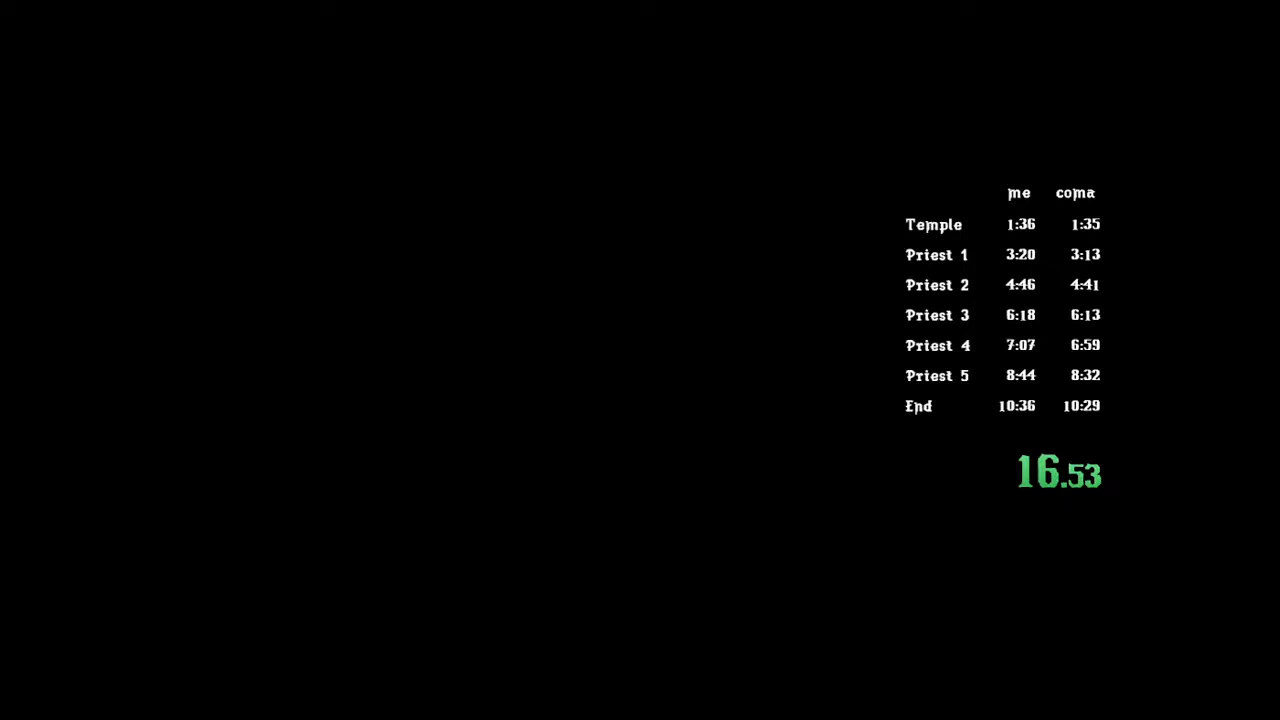 me coma
Temple 1:36 1:35
Priest 1 3:20 3:13
Priest 2 4:46 4:41
Priest 3 6:18 6:13
Priest 4 7:07 6:59
Priest 5 8:44 8:32
End 10:36 10:29
16.53